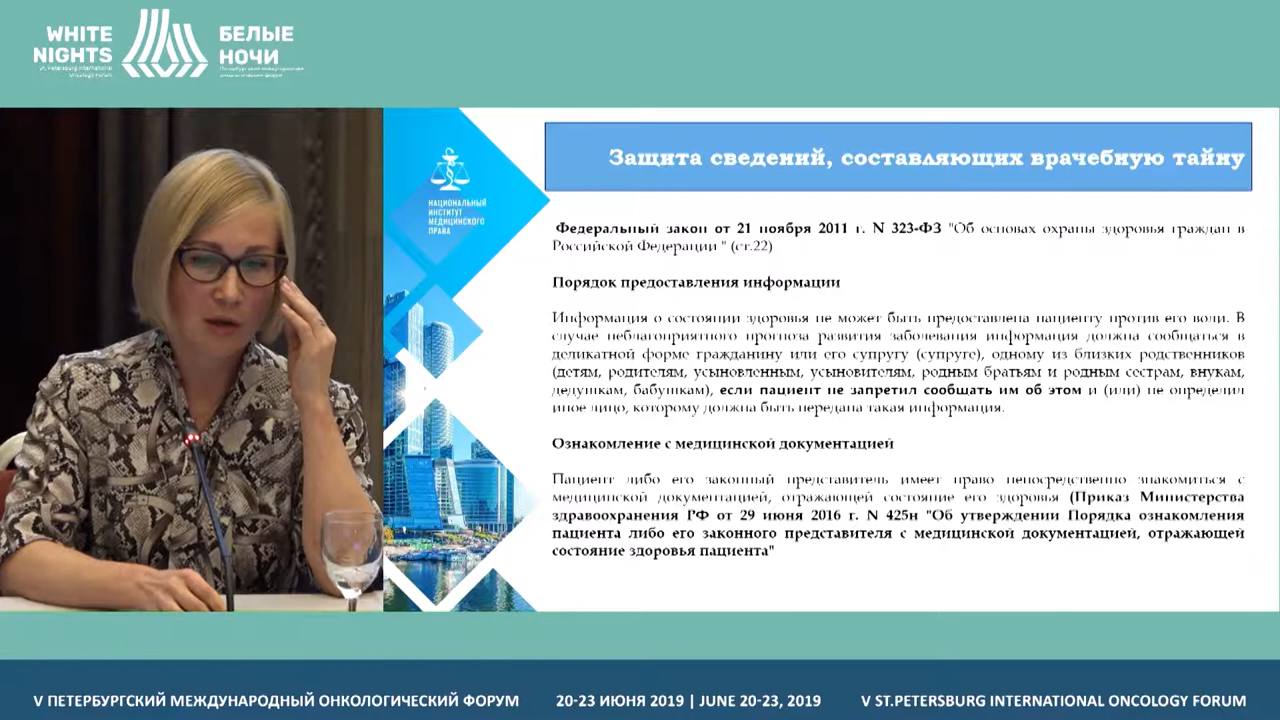 WHITE
NIGHTS
St. Petersburg International
Oncology Forum
БЕЛЫЕ
НОЧИ
НАЦИОНАЛЬНЫЙ
ИНСТИТУТ
МЕДИЦИНСКОГО
ПРАВА
Защита сведений, составляющих врачебную тайну
Федеральный закон от 21 ноября 2011 г. N 323-ФЗ "Об основах охраны здоровья граждан в
Российской Федерации " (ст.22)
Порядок предоставления информации
Информация о состоянии здоровья не может быть предоставлена пациенту против его воли. В
случае неблагоприятного прогноза развития заболевания информация должна сообщаться в
деликатной форме гражданину или его супругу (супруге), одному из близких родственников
(детям, родителям, усыновленным, усыновителям, родным братьям и родным сестрам, внукам,
дедушкам, бабушкам), если пациент не запретил сообщать им об этом и (или) не определил
иное лицо, которому должна быть передана такая информация.
Ознакомление с медицинской документацией
Пациент либо его законный представитель имеет право непосредственно знакомиться с
медицинской документацией, отражающей состояние его здоровья (Приказ Министерства
здравоохранения РФ от 29 июня 2016 г. N 425н "Об утверждении Порядка ознакомления
пациента либо его законного представителя с медицинской документацией, отражающей
состояние здоровья пациента"
V ПЕТЕРБУРГСКИЙ МЕЖДУНАРОДНЫЙ ОНКОЛОГИЧЕСКИЙ ФОРУМ
20-23 ИЮНЯ 2019 | JUNE 20-23, 2019
V ST.PETERSBURG INTERNATIONAL ONCOLOGY FORUM